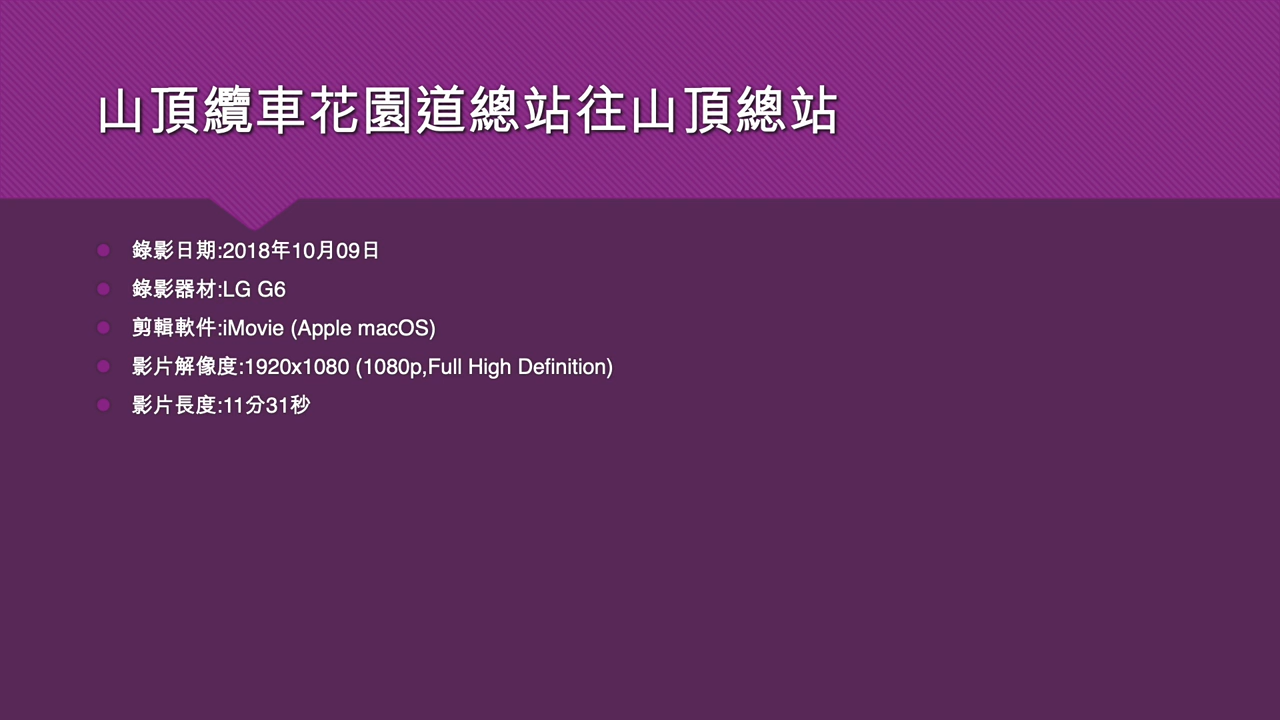 山頂纜車花園道總站往山頂總站
錄影日期:2018年10月09日
錄影器材:LG G6
剪輯軟件:iMovie (Apple macOS)
影片解像度:1920x1080 (1080p,Full High Definition)
影片長度:11分31秒